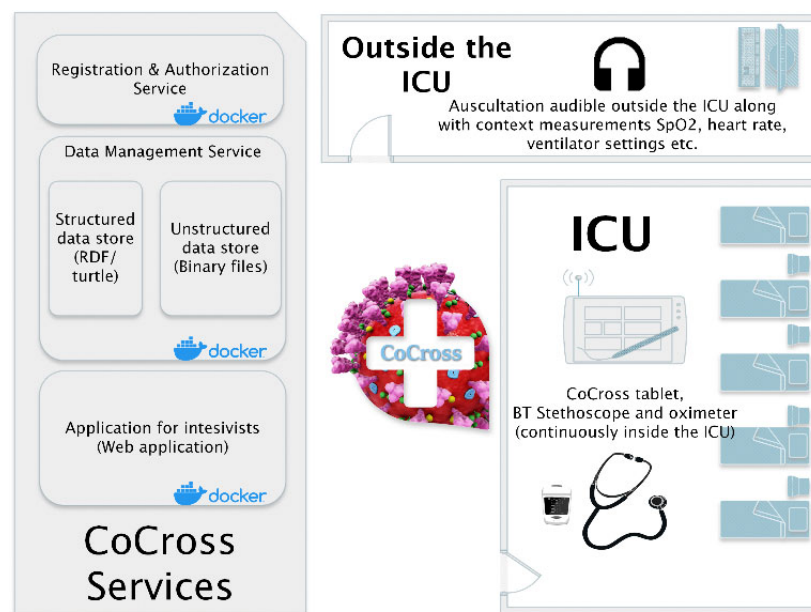 Registration & Authorization
Service
docker
Data Management Service
Structured
data store
(RDF/
turtle)
Unstructured
data store
(Binary files)
docker
Application for intesivists
(Web application)
docker
CoCross
Services
Outside the
ICU
Auscultation audible outside the ICU along
with context measurements SpO2, heart rate,
ventilator settings etc.
CoCross
ICU
CoCross tablet,
BT Stethoscope and oximeter
(continuously inside the ICU)